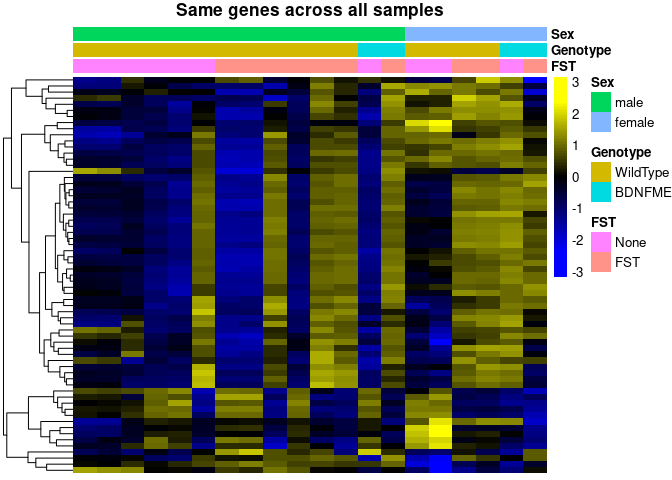 Same genes across all samples
Sex
Genotype
FST
3
2
1
0
-1
-2
-3
Sex
male
female
Genotype
WildType
BDNFME
FST
None
FST